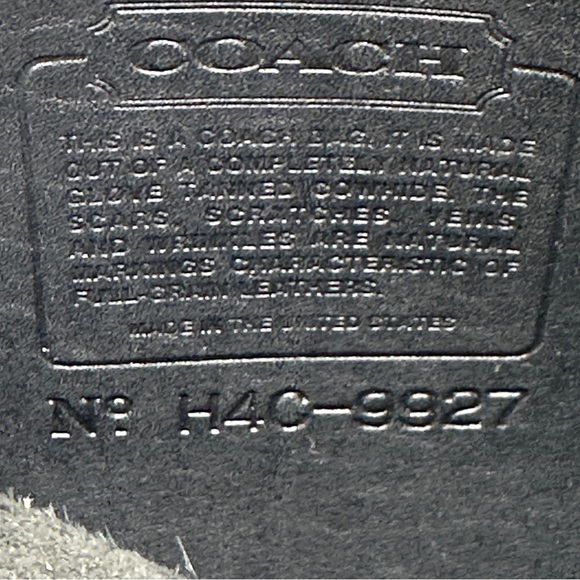 COACH
THIS IS A COACH BAG. IT IS MADE
OUT OF A COMPLETELY NATURAL
GLOVE TANNED COWHIDE. THE
SCARS, SCRATCHES, VEINS
AND WRINKLES ARE NATURAL
MARKINGS CHARACTERISTIC OF
FULL-GRAIN LEATHERS.
MADE IN THE UNITED STATES
Nº H4C-9927